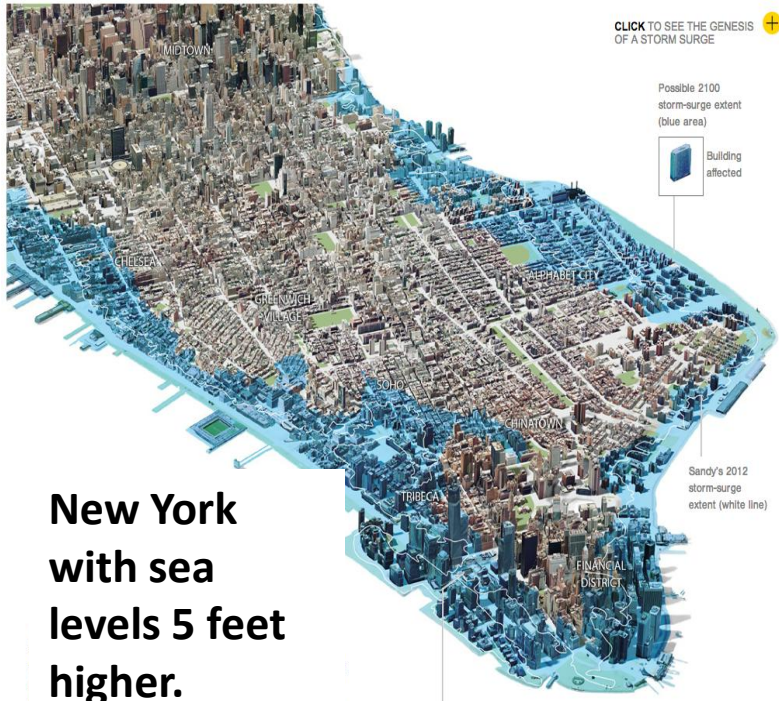 CLICK TO SEE THE GENESIS
OF A STORM SURGE
+
MIDTOWN
Possible 2100
storm-surge extent
(blue area)
Building
affected
CHELSEA
ALPHABET CITY
GREENWICH
VILLAGE
SOHO
CHINATOWN
Sandy's 2012
storm-surge
extent (white line)
TRIBECA
FINANCIAL
DISTRICT
New York
with sea
levels 5 feet
higher.